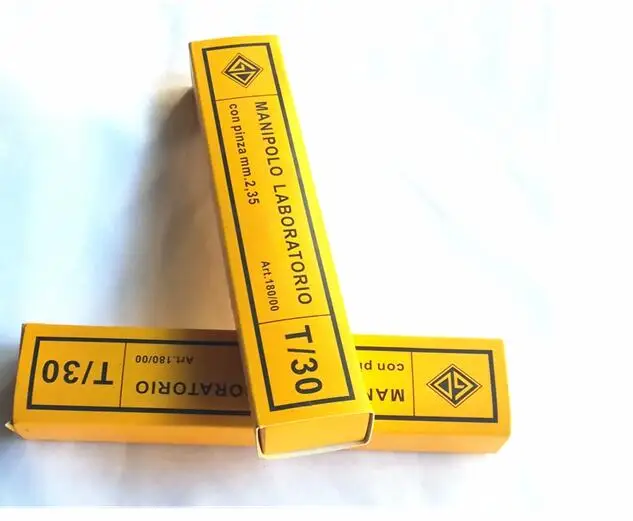 MANIPOLO LABORATORIO
con pinza mm.2,35
Art.180/00
T/30
MAN
con pi
ORATORIO
Art.180/00
T/30